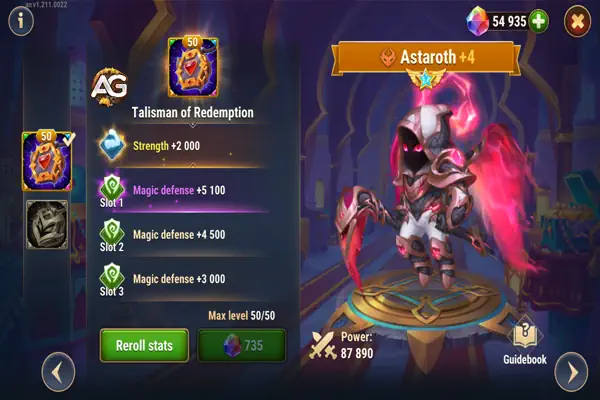 v1.211.0022
i
54 935
50
Astaroth +4
AG
Talisman of Redemption
50
Strength +2 000
Magic defense +5 100
Slot 1
Magic defense +4 500
Slot 2
Magic defense +3 000
Slot 3
Max level 50/50
Reroll stats
735
Power:
87 890
?
Guidebook